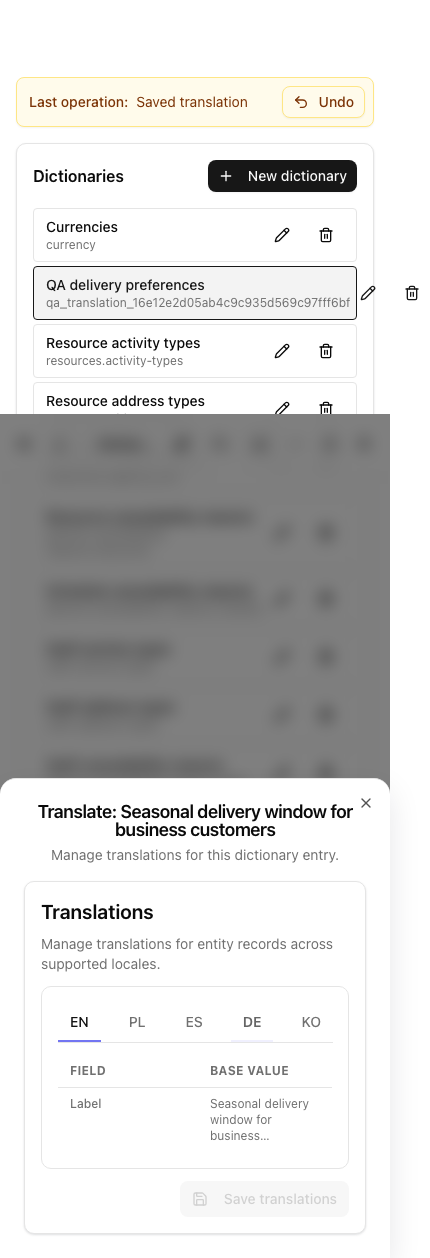 Last operation: Saved translation
Undo
Dictionaries
New dictionary
Currencies
currency
QA delivery preferences
qa_translation_16e12e2d05ab4c9c935d569c97fff6bf
Resource activity types
resources.activity-types
Resource address types
Translate: Seasonal delivery window for
business customers
Manage translations for this dictionary entry.
Translations
Manage translations for entity records across
supported locales.
EN PL ES DE KO
FIELD BASE VALUE
Label Seasonal delivery
window for
business...
Save translations